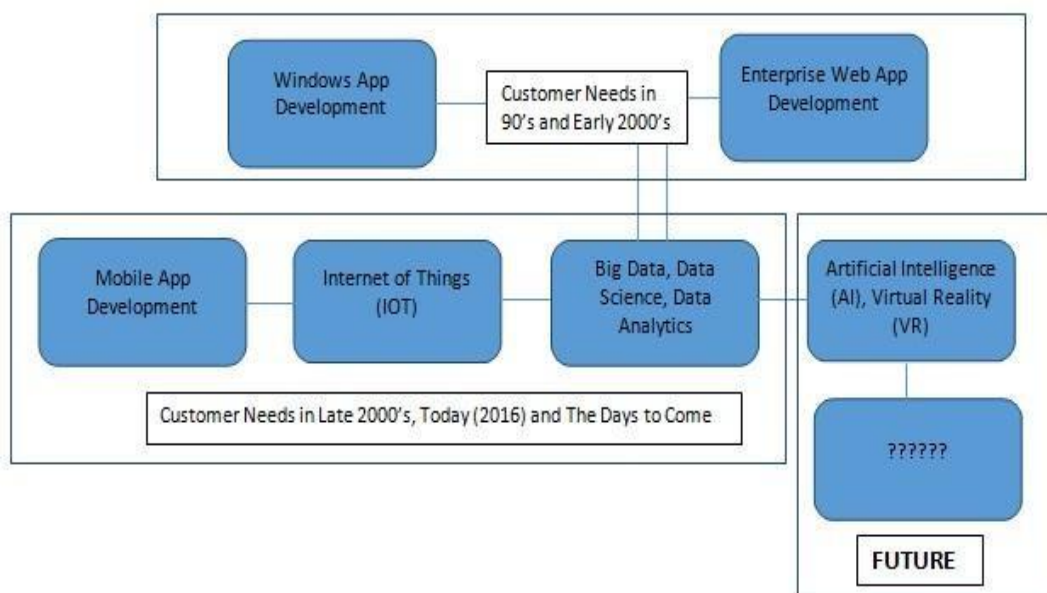 Windows App
Development
Customer Needs in
90's and Early 2000's
Enterprise Web App
Development
Mobile App
Development
Internet of Things
(IOT)
Big Data, Data
Science, Data
Analytics
Customer Needs in Late 2000's, Today (2016) and The Days to Come
Artificial Intelligence
(AI), Virtual Reality
(VR)
??????
FUTURE